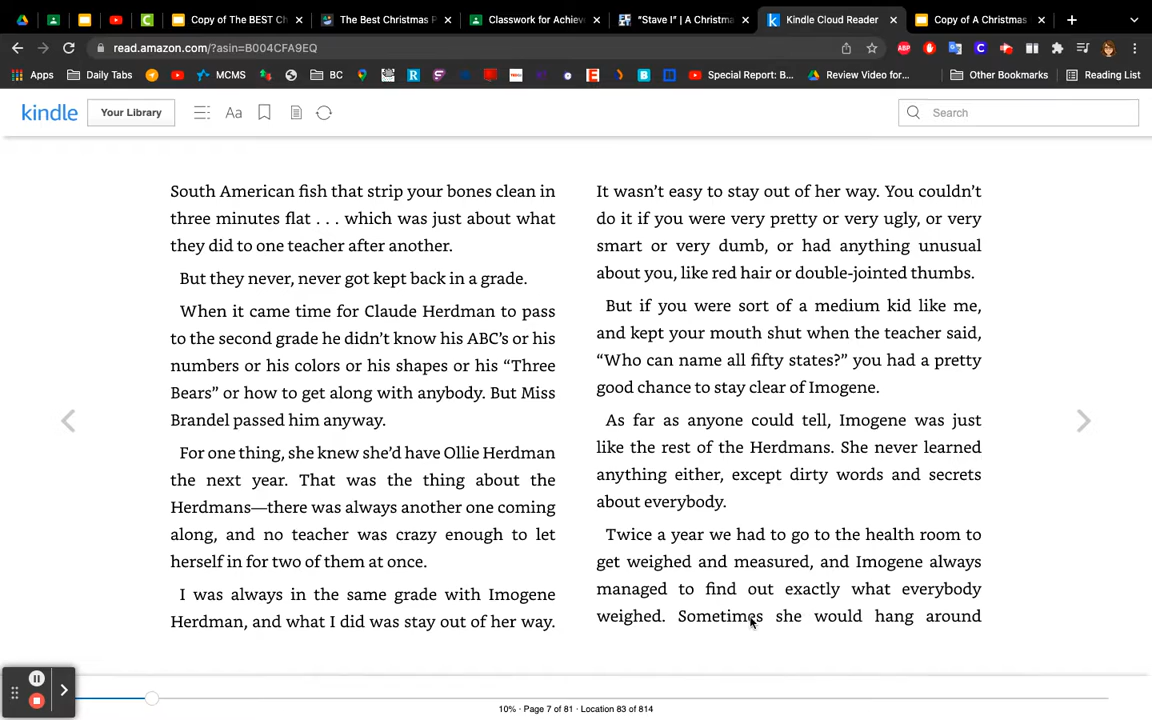 Copy of The BEST Ch
The Best Christmas P
Classwork for Achiev
"Stave I" | A Christma
Kindle Cloud Reader
Copy of A Christmas
read.amazon.com/?asin=B004CFA9EQ
Apps
Daily Tabs
MCMS
BC
Special Report: B...
Review Video for...
Other Bookmarks
Reading List
kindle
Your Library
Aa
Search
South American fish that strip your bones clean in
three minutes flat . . . which was just about what
they did to one teacher after another.
But they never, never got kept back in a grade.
When it came time for Claude Herdman to pass
to the second grade he didn't know his ABC's or his
numbers or his colors or his shapes or his “Three
Bears” or how to get along with anybody. But Miss
Brandel passed him anyway.
For one thing, she knew she'd have Ollie Herdman
the next year. That was the thing about the
Herdmans—there was always another one coming
along, and no teacher was crazy enough to let
herself in for two of them at once.
I was always in the same grade with Imogene
Herdman, and what I did was stay out of her way.
It wasn't easy to stay out of her way. You couldn't
do it if you were very pretty or very ugly, or very
smart or very dumb, or had anything unusual
about you, like red hair or double-jointed thumbs.
But if you were sort of a medium kid like me,
and kept your mouth shut when the teacher said,
“Who can name all fifty states?” you had a pretty
good chance to stay clear of Imogene.
As far as anyone could tell, Imogene was just
like the rest of the Herdmans. She never learned
anything either, except dirty words and secrets
about everybody.
Twice a year we had to go to the health room to
get weighed and measured, and Imogene always
managed to find out exactly what everybody
weighed. Sometimes she would hang around
10% · Page 7 of 81 · Location 83 of 814